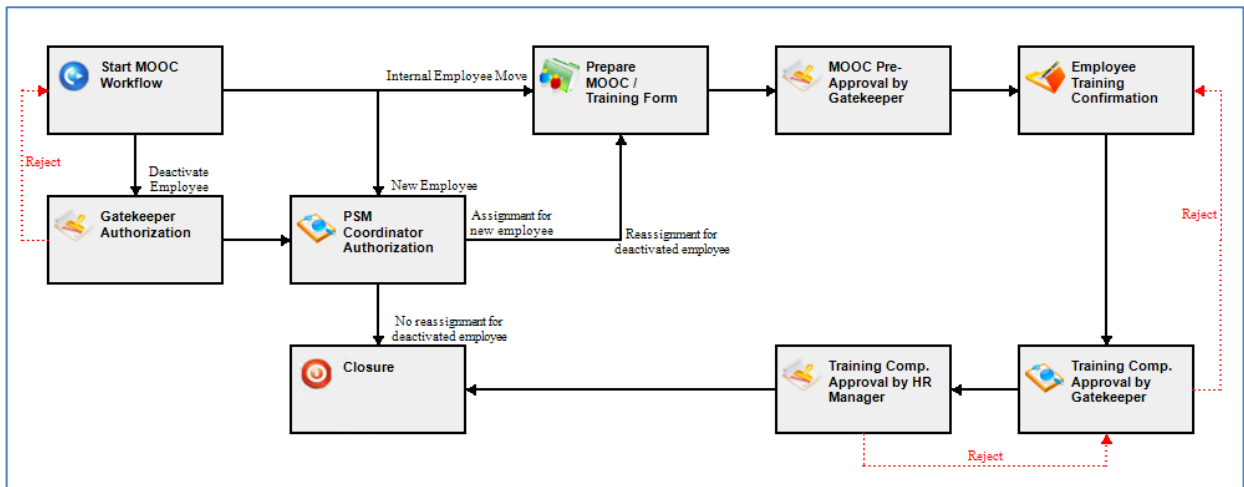 Start MOOC
Workflow
Internal Employee Move
Prepare
MOOC /
Training Form
MOOC Pre-
Approval by
Gatekeeper
Employee
Training
Confirmation
Reject
Deactivate
Employee
New Employee
Gatekeeper
Authorization
PSM
Coordinator
Authorization
Assignment for
new employee
Reassignment for
deactivated employee
Reject
No reassignment for
deactivated employee
Closure
Training Comp.
Approval by HR
Manager
Training Comp.
Approval by
Gatekeeper
Reject